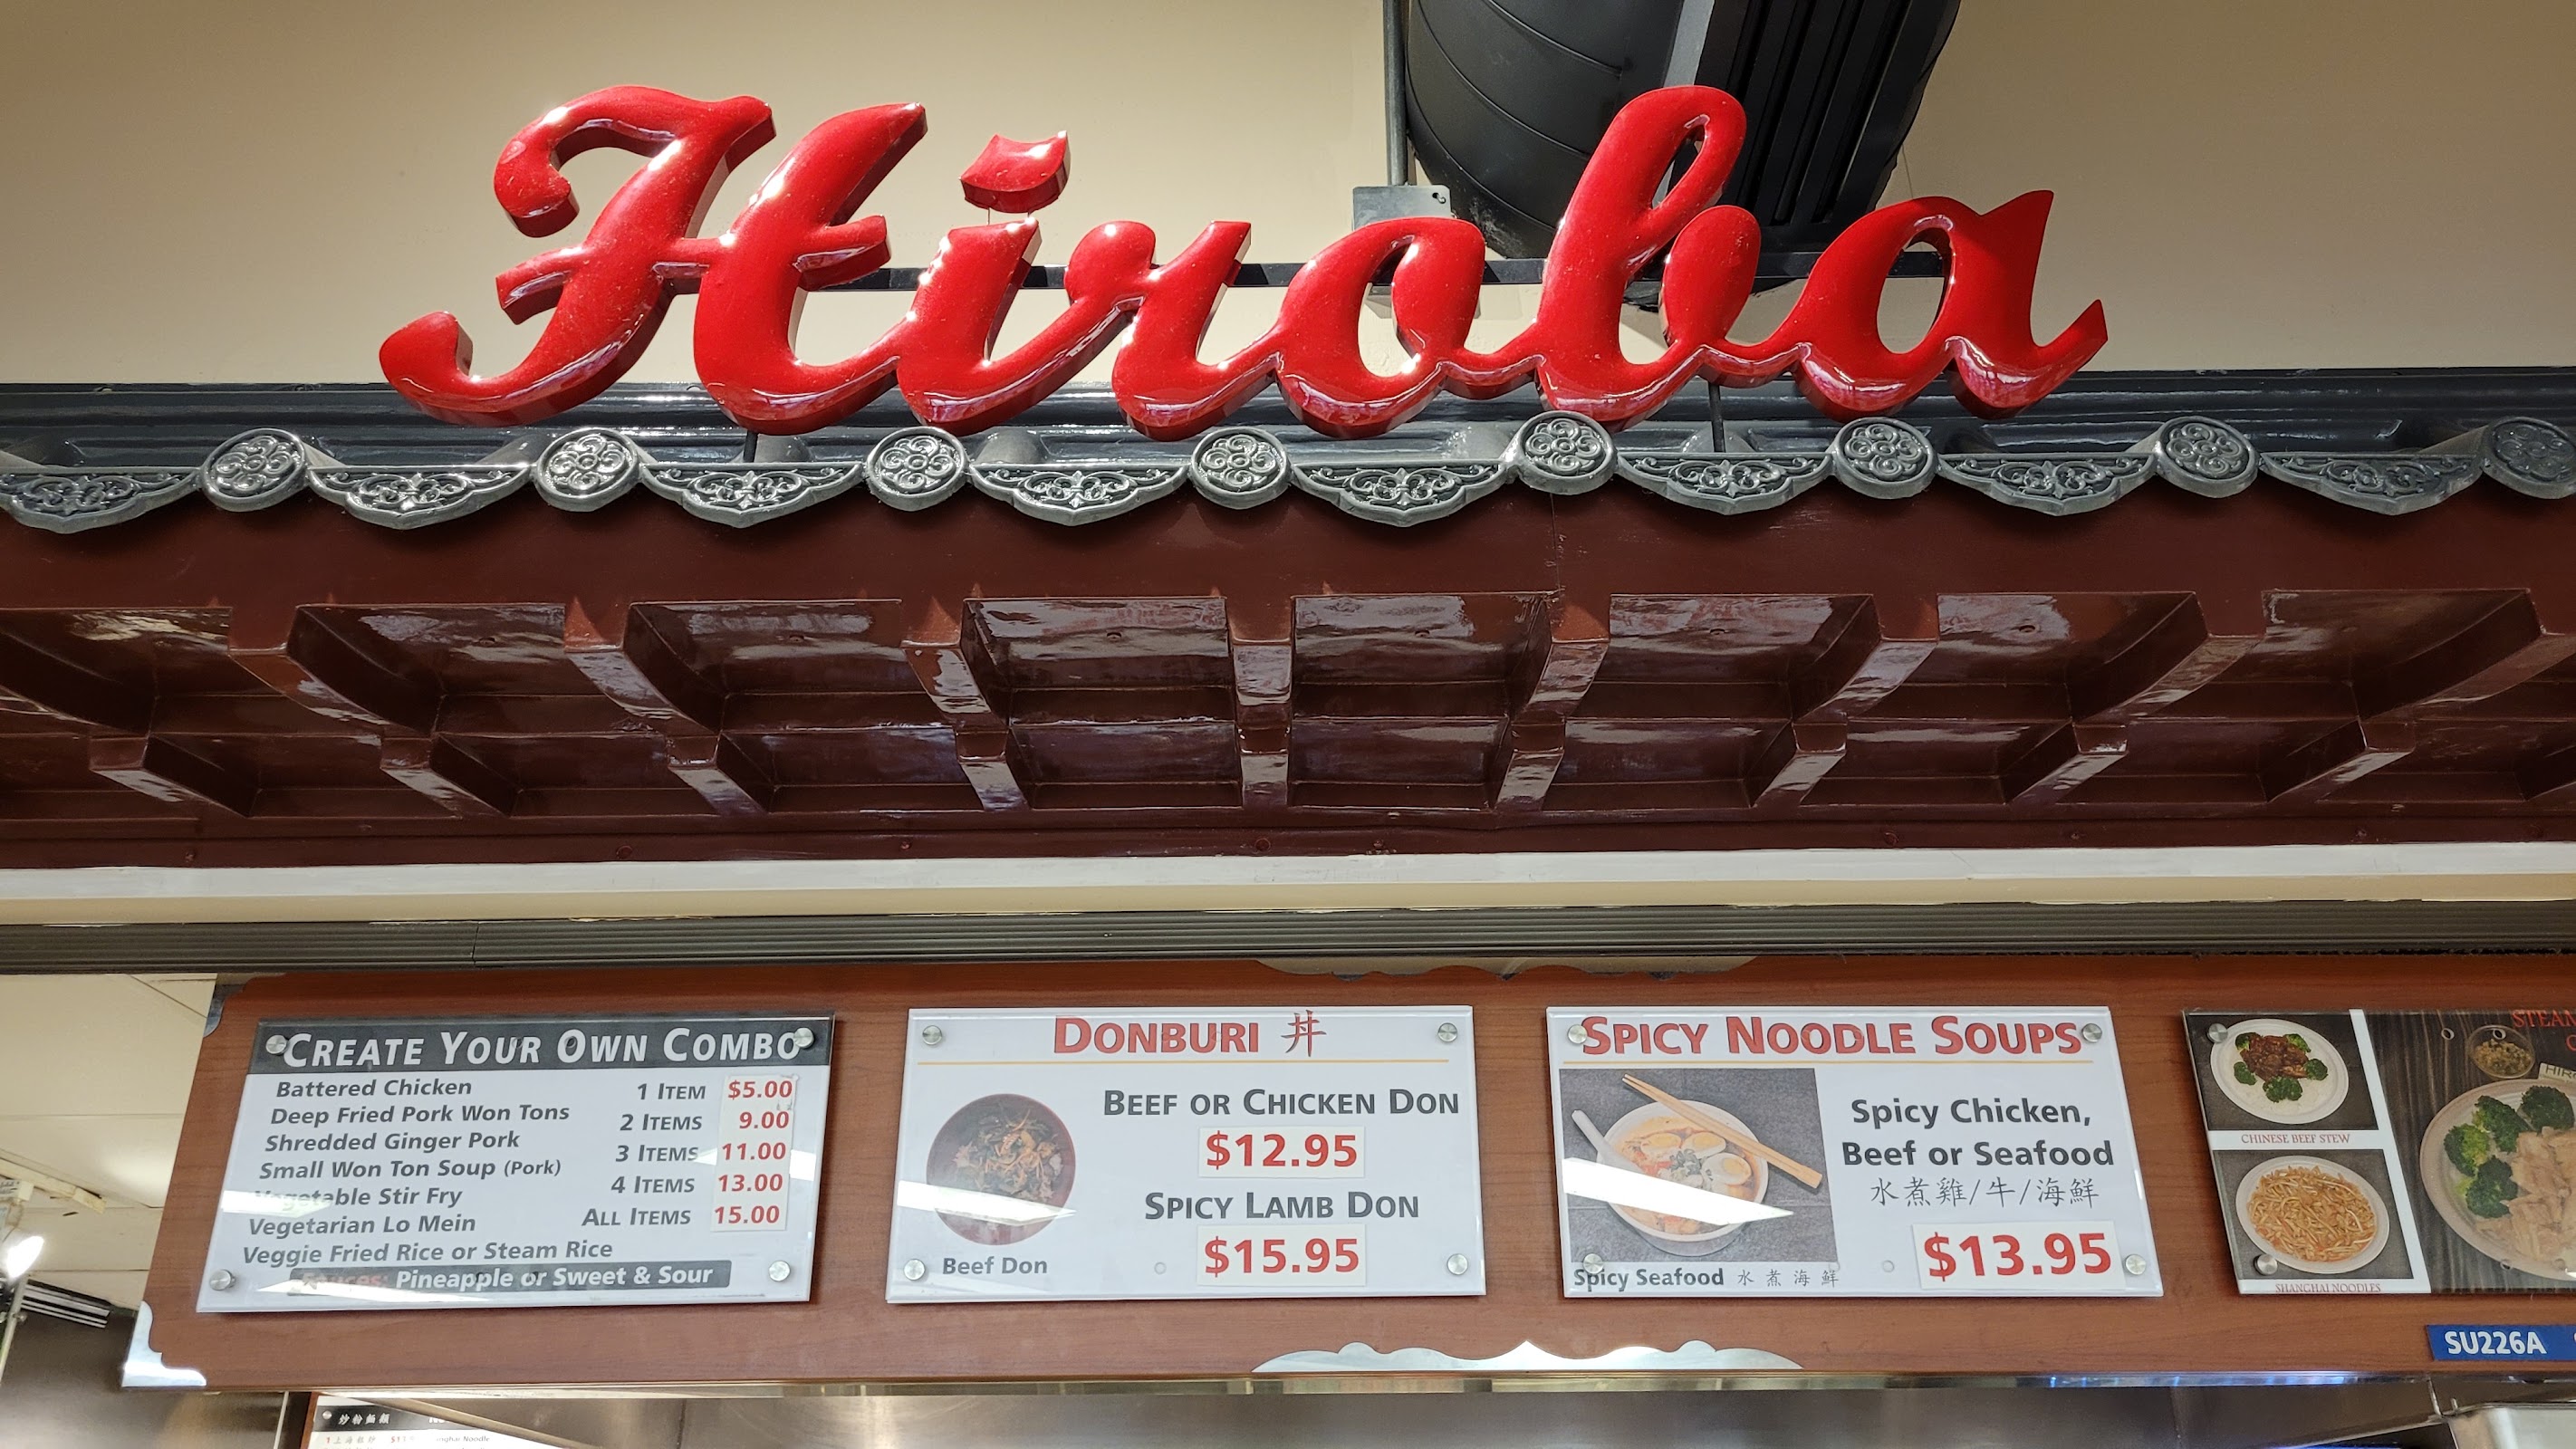 Hiroba
CREATE YOUR OWN COMBO
Battered Chicken
Deep Fried Pork Won Tons
Shredded Ginger Pork
Small Won Ton Soup (Pork)
Vegetable Stir Fry
Vegetarian Lo Mein
Veggie Fried Rice or Steam Rice
Sauces: Pineapple or Sweet & Sour
1 ITEM $5.00
2 ITEMS 9.00
3 ITEMS 11.00
4 ITEMS 13.00
ALL ITEMS 15.00
DONBURI 丼
BEEF OR CHICKEN DON
$12.95
SPICY LAMB DON
$15.95
Beef Don
SPICY NOODLE SOUPS
Spicy Chicken,
Beef or Seafood
水煮雞/牛/海鮮
$13.95
Spicy Seafood 水煮海鮮
CHINESE BEEF STEW
SHANGHAI NOODLES
STEAM
SU226A